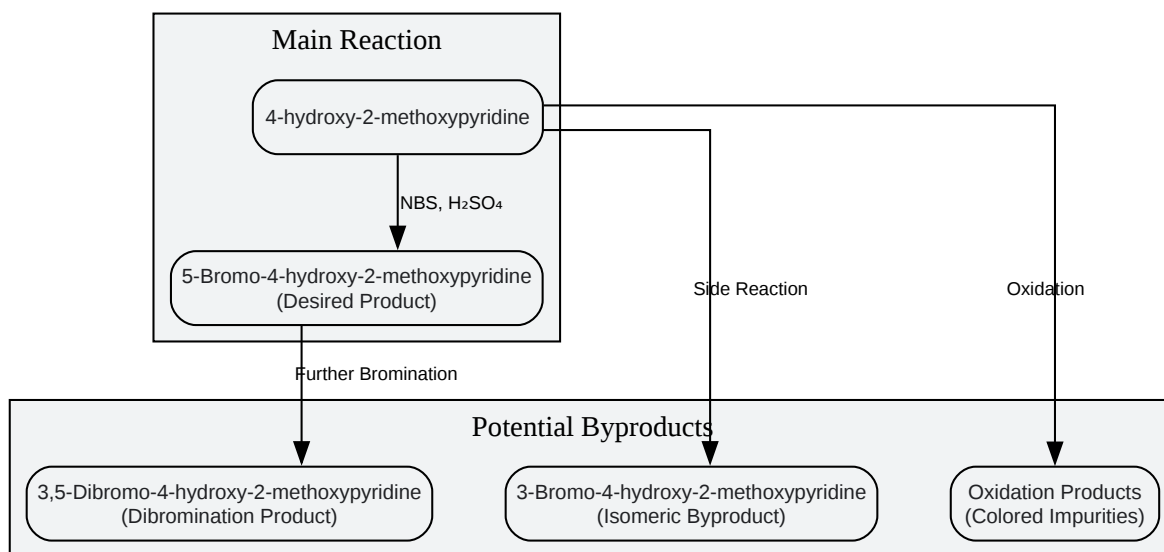 Main Reaction
4-hydroxy-2-methoxypyridine
NBS, H₂SO₄
5-Bromo-4-hydroxy-2-methoxypyridine
(Desired Product)
Side Reaction
Oxidation
Further Bromination
Potential Byproducts
3,5-Dibromo-4-hydroxy-2-methoxypyridine
(Dibromination Product)
3-Bromo-4-hydroxy-2-methoxypyridine
(Isomeric Byproduct)
Oxidation Products
(Colored Impurities)